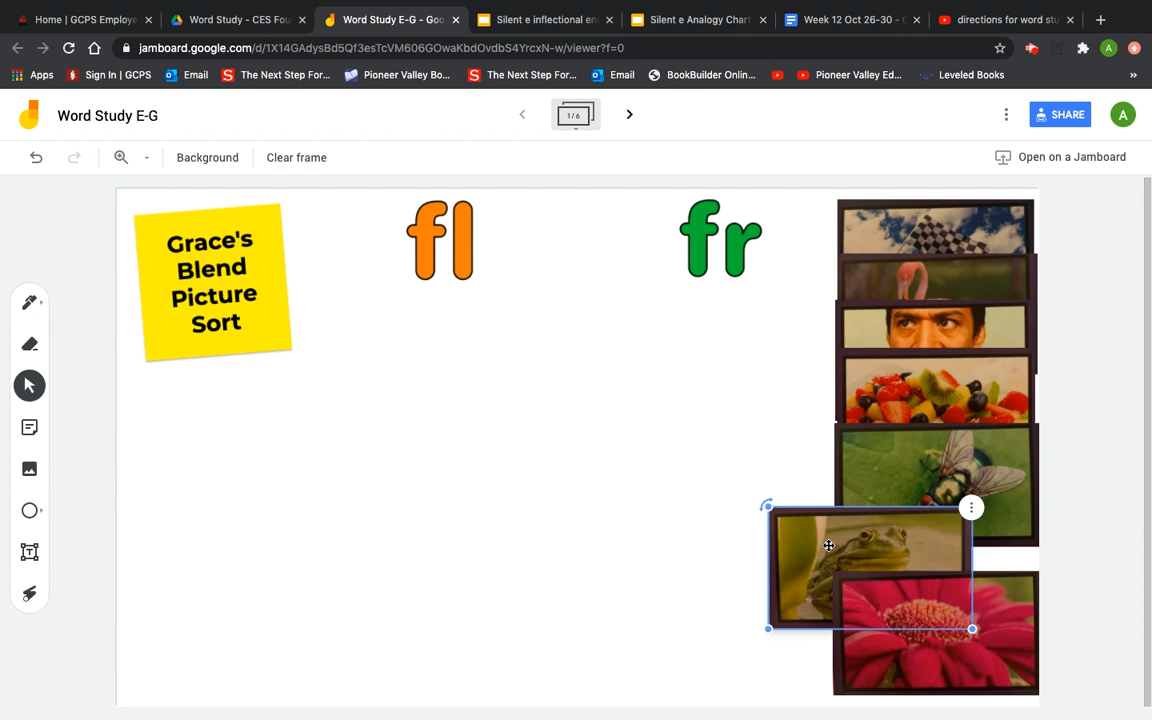 Home | GCPS Employe
Word Study - CES Fou
Word Study E-G - Goo
Silent e inflectional en
Silent e Analogy Chart
Week 12 Oct 26-30 - G
directions for word stu
jamboard.google.com/d/1X14GAdysBd5Qf3esTcVM606GOwaKbdOvdbS4YrcxN-w/viewer?f=0
A
Apps
Sign In | GCPS
Email
The Next Step For...
Pioneer Valley Bo...
The Next Step For...
Email
BookBuilder Onlin...
Pioneer Valley Ed...
Leveled Books
»
Word Study E-G
1/6
SHARE
A
Background
Clear frame
Open on a Jamboard
Grace's
Blend
Picture
Sort
fl
fr